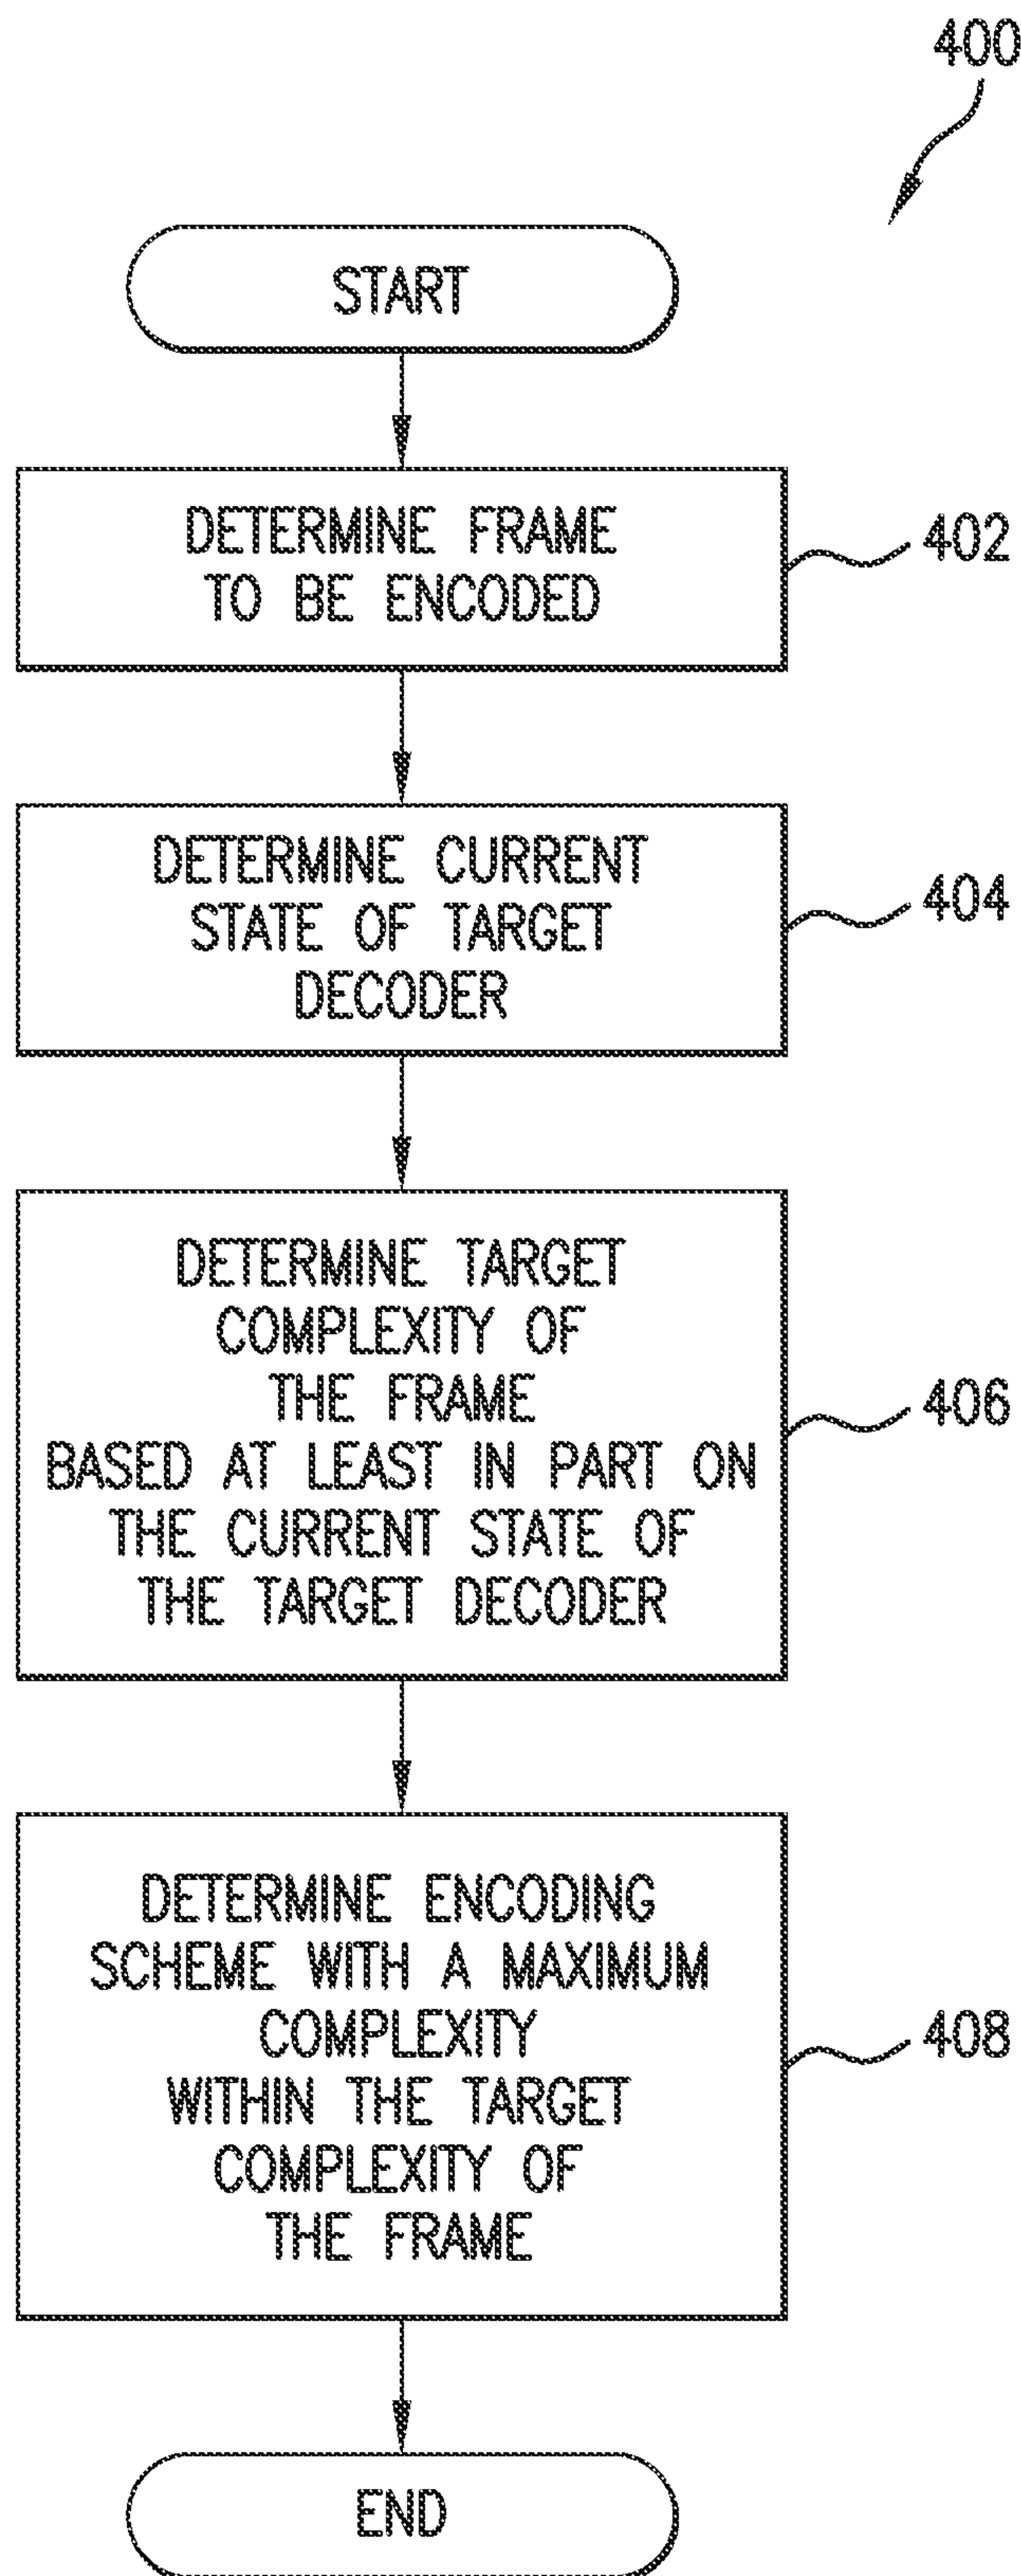 400
START
DETERMINE FRAME
TO BE ENCODED
402
DETERMINE CURRENT
STATE OF TARGET
DECODER
404
DETERMINE TARGET
COMPLEXITY OF
THE FRAME
BASED AT LEAST IN PART ON
THE CURRENT STATE OF
THE TARGET DECODER
406
DETERMINE ENCODING
SCHEME WITH A MAXIMUM
COMPLEXITY
WITHIN THE TARGET
COMPLEXITY OF
THE FRAME
408
END